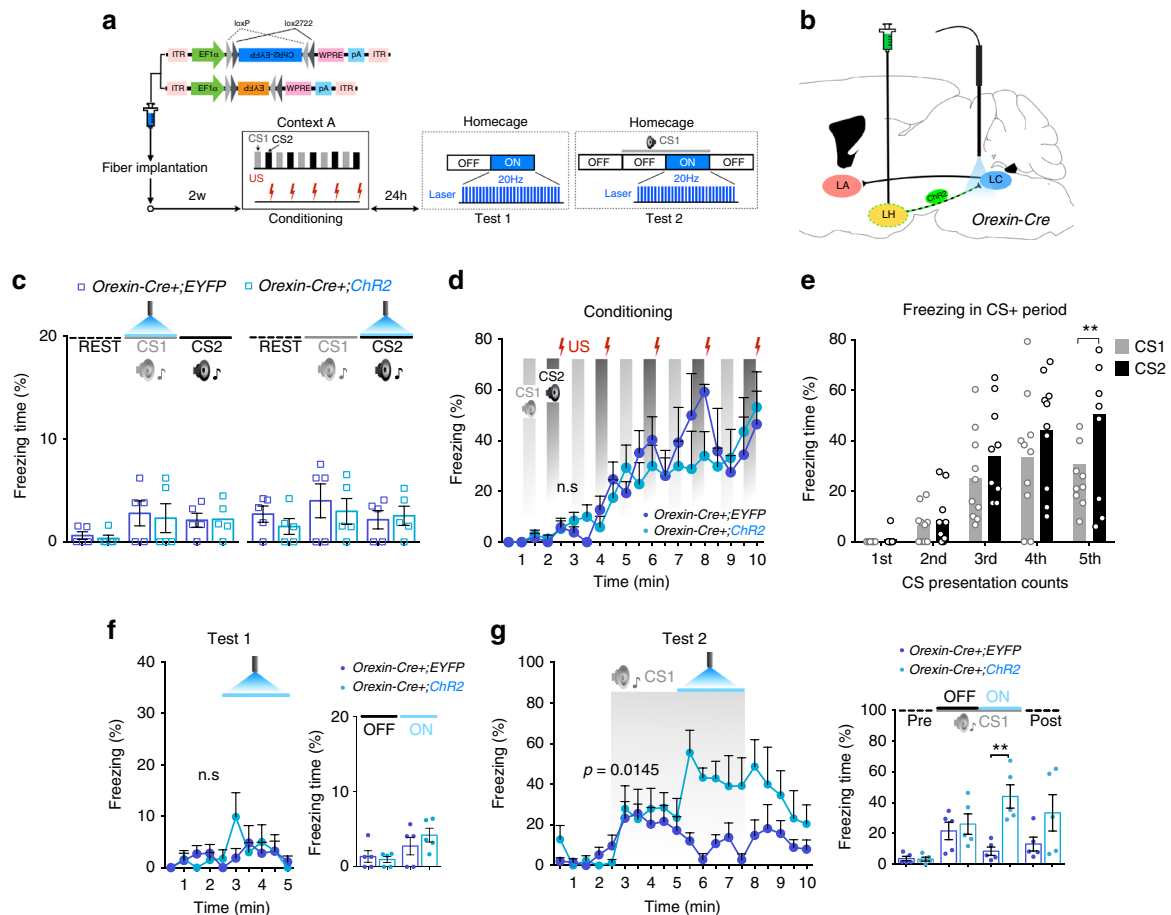 a
loxP lox2722
ITR EF1α ChR2-EYFP WPRE pA ITR
ITR EF1α EYFP WPRE pA ITR
Fiber implantation
2w
Context A
CS1 CS2
US
Conditioning
24h
Homecage
OFF ON
20Hz
Laser
Test 1
Homecage
CS1
OFF OFF ON OFF
20Hz
Laser
Test 2
b
LA
LC
ChR2
LH
Orexin-Cre
c
Orexin-Cre+;EYFP Orexin-Cre+;ChR2
Freezing time (%)
20
10
0
REST CS1 CS2
REST CS1 CS2
d
Conditioning
US
CS1 CS2
Freezing (%)
80
60
40
20
0
n.s
Orexin-Cre+;EYFP
Orexin-Cre+;ChR2
1 2 3 4 5 6 7 8 9 10
Time (min)
e
Freezing in CS+ period
**
CS1
CS2
Freezing time (%)
80
60
40
20
0
1st 2nd 3rd 4th 5th
CS presentation counts
f
Test 1
Freezing (%)
40
30
20
10
0
n.s
1 2 3 4 5
Time (min)
Orexin-Cre+;EYFP
Orexin-Cre+;ChR2
Freezing time (%)
20
10
0
OFF ON
g
Test 2
CS1
Freezing (%)
100
80
60
40
20
0
p = 0.0145
1 2 3 4 5 6 7 8 9 10
Time (min)
Orexin-Cre+;EYFP
Orexin-Cre+;ChR2
OFF ON
Pre CS1 Post
**
Freezing time (%)
100
80
60
40
20
0